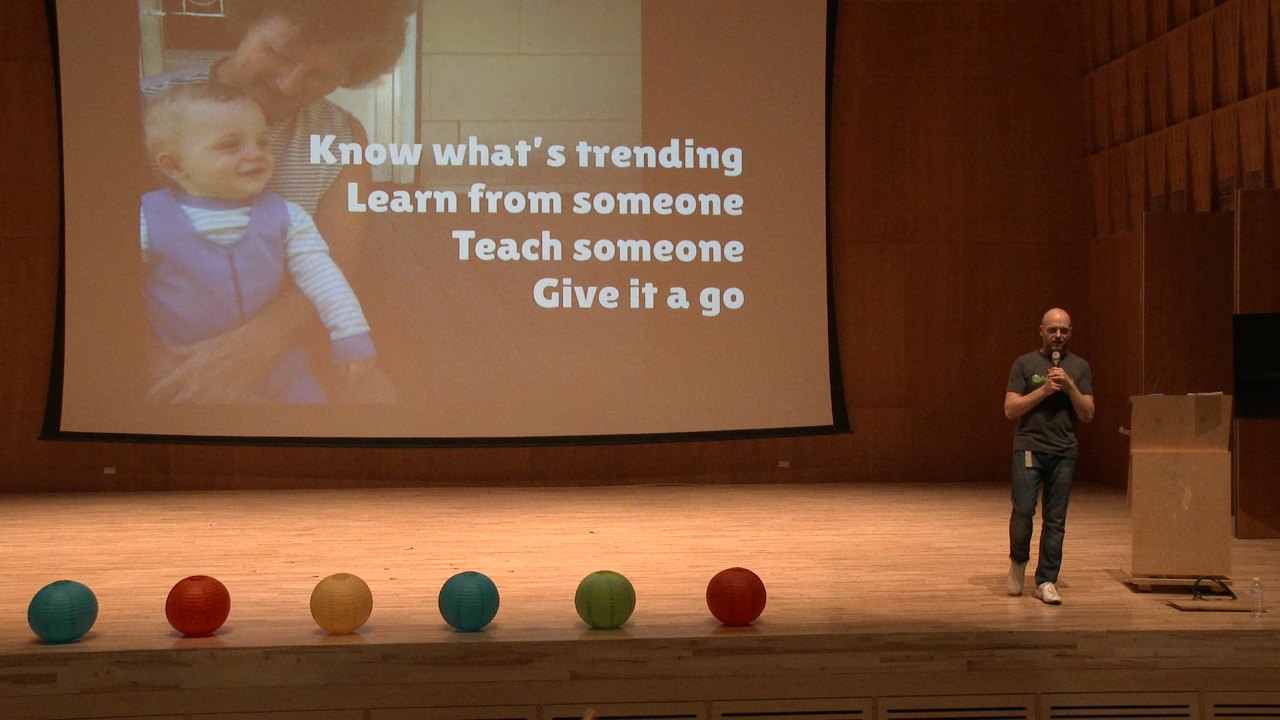 Know what's trending
Learn from someone
Teach someone
Give it a go